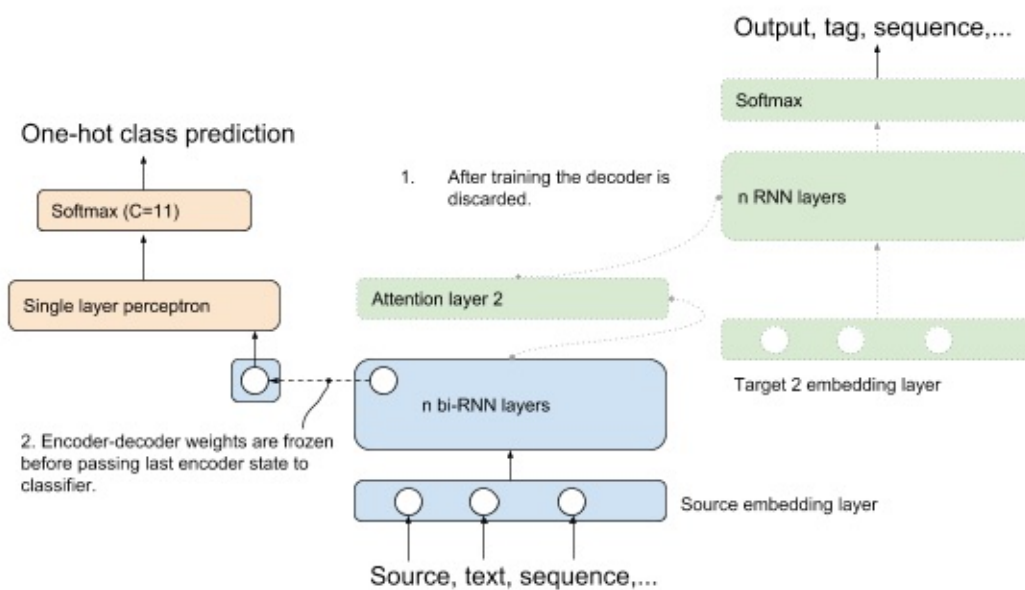 Output, tag, sequence,...
Softmax
One-hot class prediction
1. After training the decoder is
discarded.
n RNN layers
Softmax (C=11)
Single layer perceptron
Attention layer 2
Target 2 embedding layer
n bi-RNN layers
2. Encoder-decoder weights are frozen
before passing last encoder state to
classifier.
Source embedding layer
Source, text, sequence,...